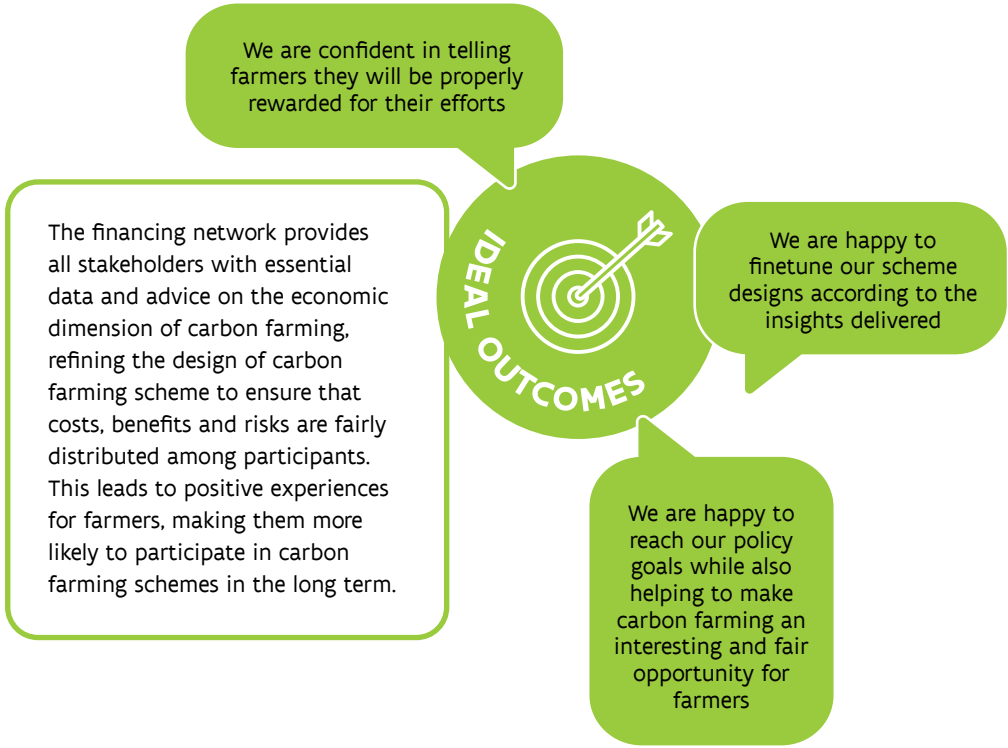 We are confident in telling
farmers they will be properly
rewarded for their efforts
The financing network provides
all stakeholders with essential
data and advice on the economic
dimension of carbon farming,
refining the design of carbon
farming scheme to ensure that
costs, benefits and risks are fairly
distributed among participants.
This leads to positive experiences
for farmers, making them more
likely to participate in carbon
farming schemes in the long term.
IDEAL OUTCOMES
We are happy to
finetune our scheme
designs according to the
insights delivered
We are happy to
reach our policy
goals while also
helping to make
carbon farming an
interesting and fair
opportunity for
farmers